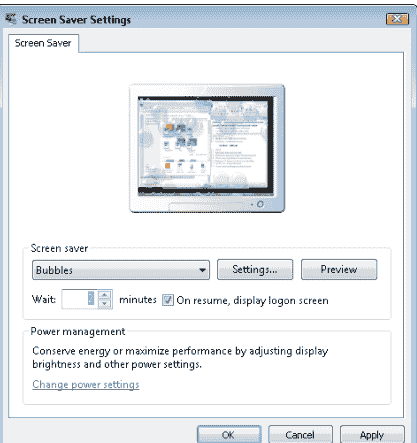 Screen Saver Settings
Screen Saver
Screen saver
Bubbles
Settings...
Preview
Wait:
minutes
On resume, display logon screen
Power management
Conserve energy or maximize performance by adjusting display
brightness and other power settings.
Change power settings
OK
Cancel
Apply